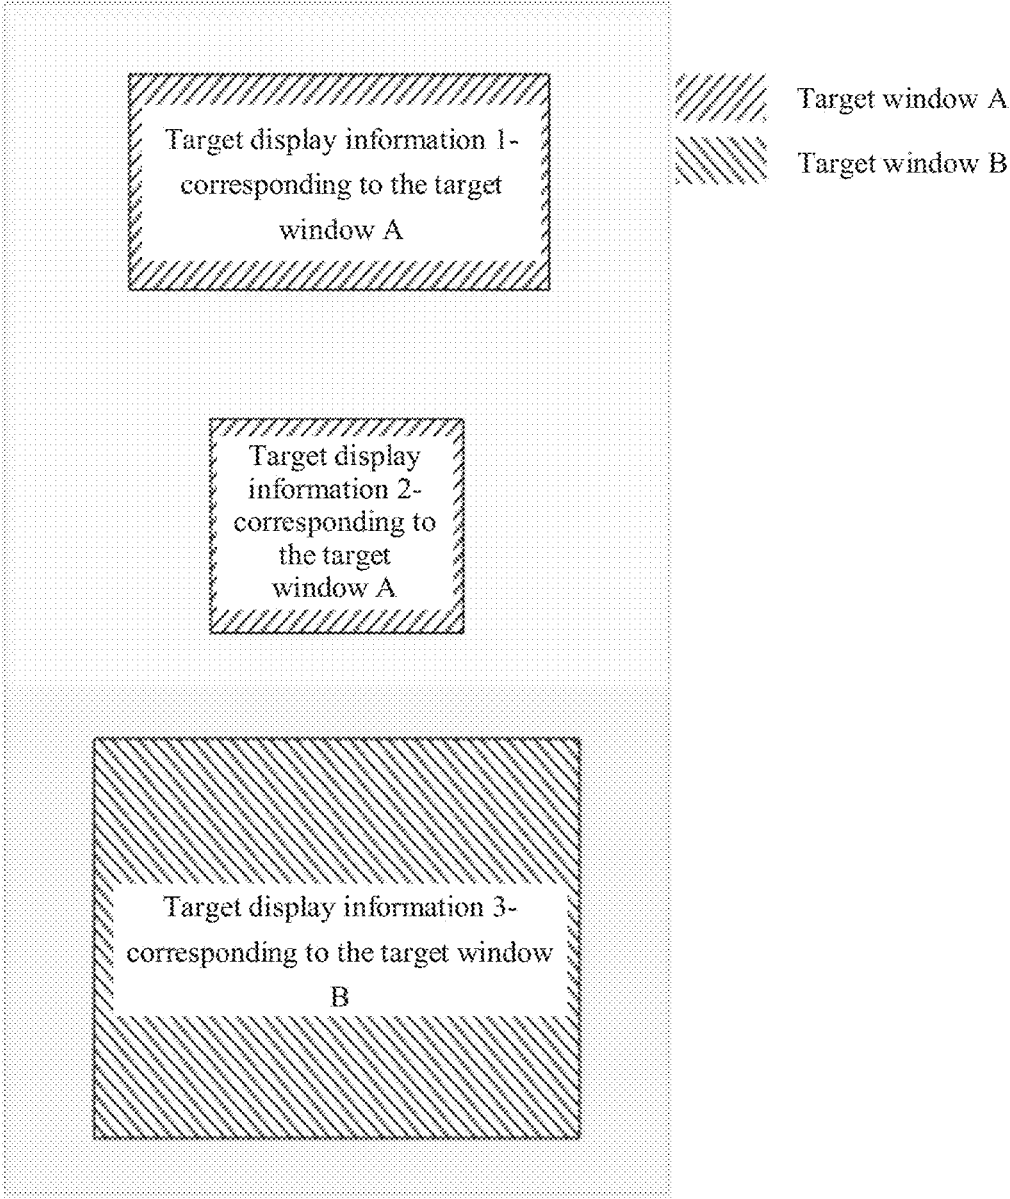 Target display information 1-
corresponding to the target
window A
Target window A
Target window B
Target display
information 2-
corresponding to
the target
window A
Target display information 3-
corresponding to the target window
B